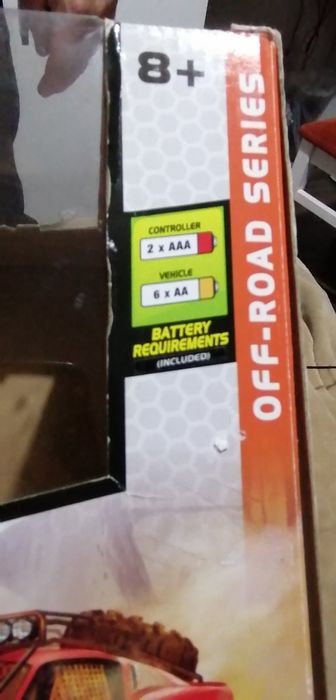 8+
CONTROLLER
2 x AAA
VEHICLE
6 x AA
BATTERY
REQUIREMENTS
(INCLUDED)
OFF-ROAD SERIES